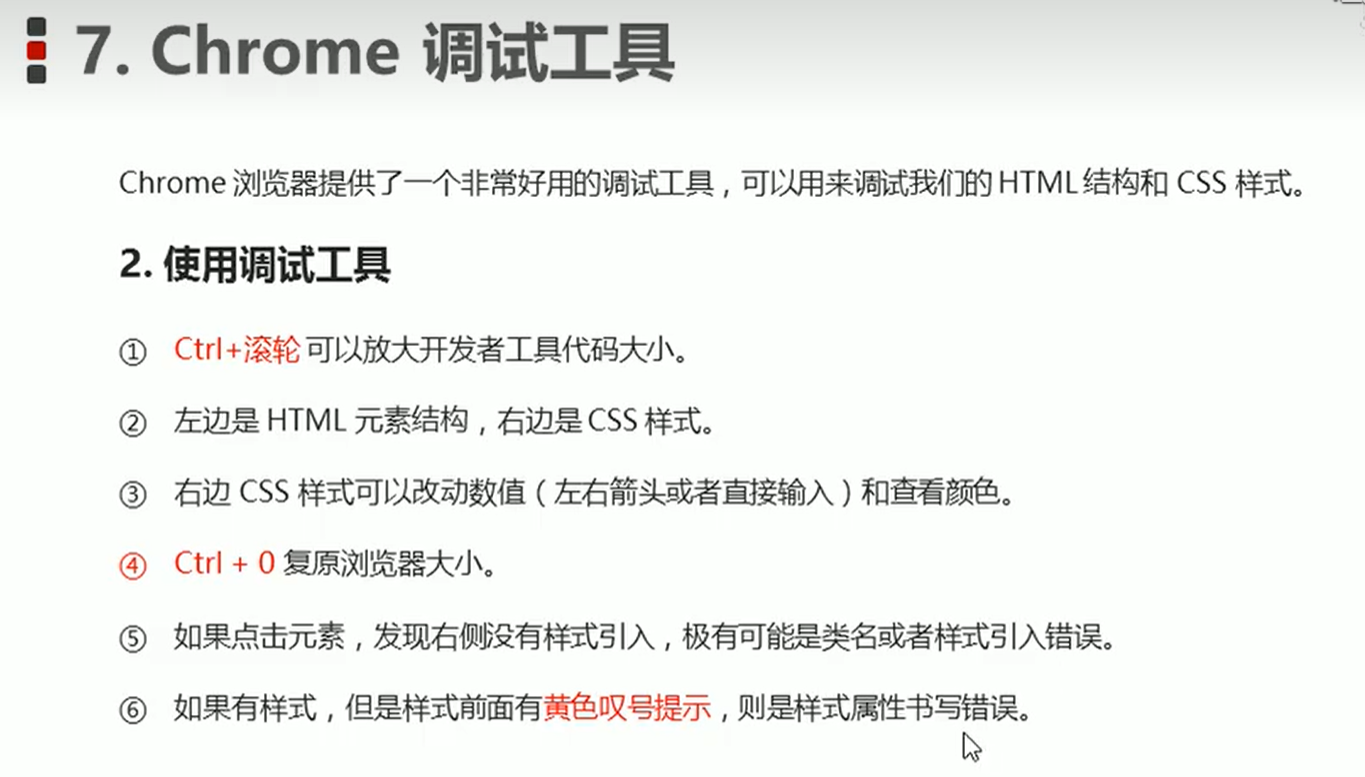 7. Chrome 调试工具
Chrome 浏览器提供了一个非常好用的调试工具，可以用来调试我们的 HTML 结构和 CSS 样式。
2. 使用调试工具
① Ctrl+滚轮 可以放大开发者工具代码大小。
② 左边是 HTML 元素结构，右边是 CSS 样式。
③ 右边 CSS 样式可以改动数值（左右箭头或者直接输入）和查看颜色。
④ Ctrl + 0 复原浏览器大小。
⑤ 如果点击元素，发现右侧没有样式引入，极有可能是类名或者样式引入错误。
⑥ 如果有样式，但是样式前面有黄色叹号提示，则是样式属性书写错误。